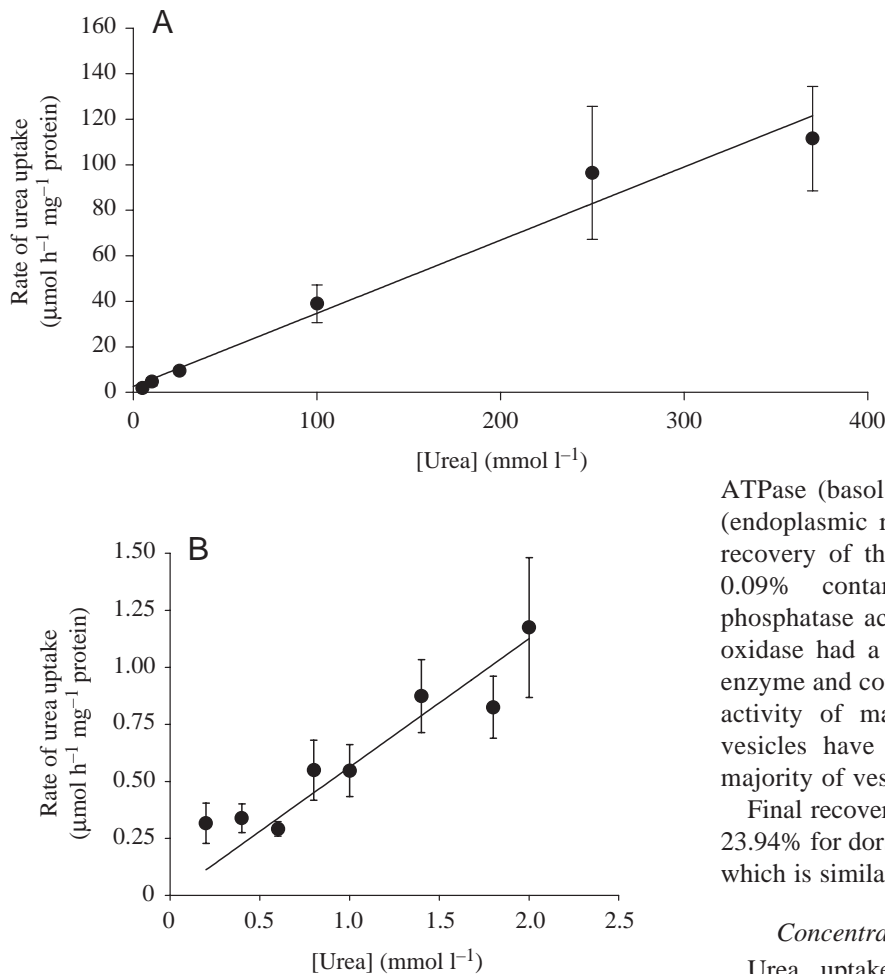 A
160
140
120
100
80
60
40
20
0
Rate of urea uptake
(µmol h⁻¹ mg⁻¹ protein)
0 100 200 300 400
[Urea] (mmol l⁻¹)
B
1.50
1.25
1.00
0.75
0.50
0.25
0
Rate of urea uptake
(µmol h⁻¹ mg⁻¹ protein)
0 0.5 1.0 1.5 2.0 2.5
[Urea] (mmol l⁻¹)
ATPase (basol
(endoplasmic r
recovery of th
0.09% contar
phosphatase ac
oxidase had a
enzyme and co
activity of ma
vesicles have
majority of ves
Final recover
23.94% for dor
which is simila
Concentra
Urea uptake